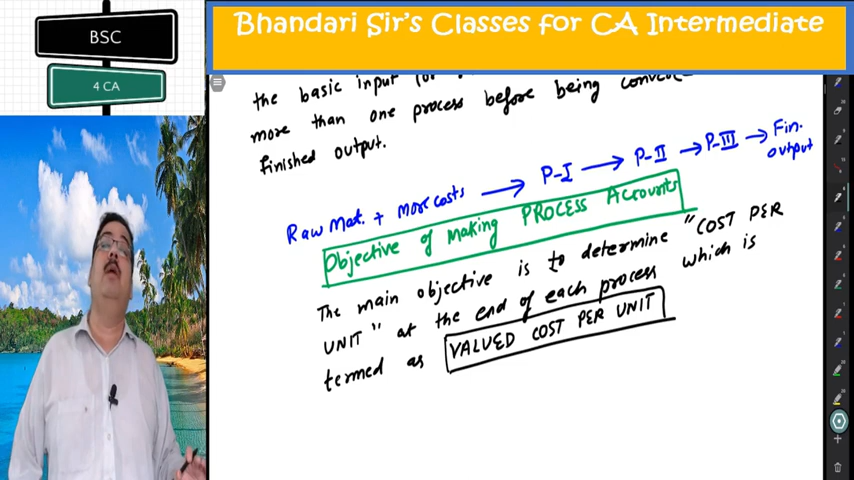 Bhandari Sir's Classes for CA Intermediate
BSC
4 CA
the basic input
more than one process before being
finished output.
Raw Mat. + More costs → P-I → P-II → P-III → Fin. output
Objective of Making PROCESS Accounts
The main objective is to determine "COST PER
UNIT" at the end of each process which is
termed as VALUED COST PER UNIT